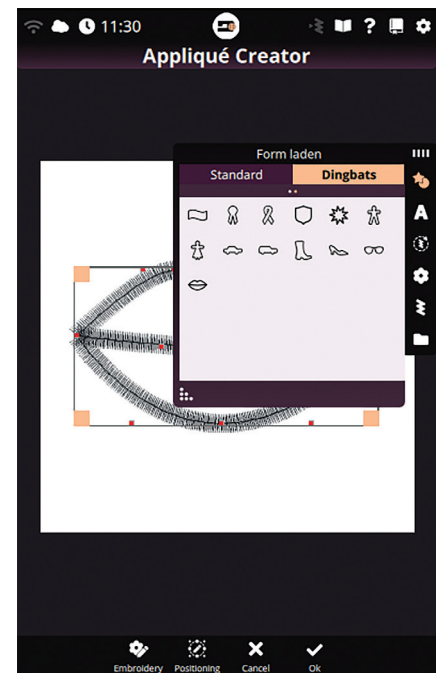 11:30
?
Appliqué Creator
Form laden
Standard Dingbats
A
Embroidery Positioning Cancel Ok